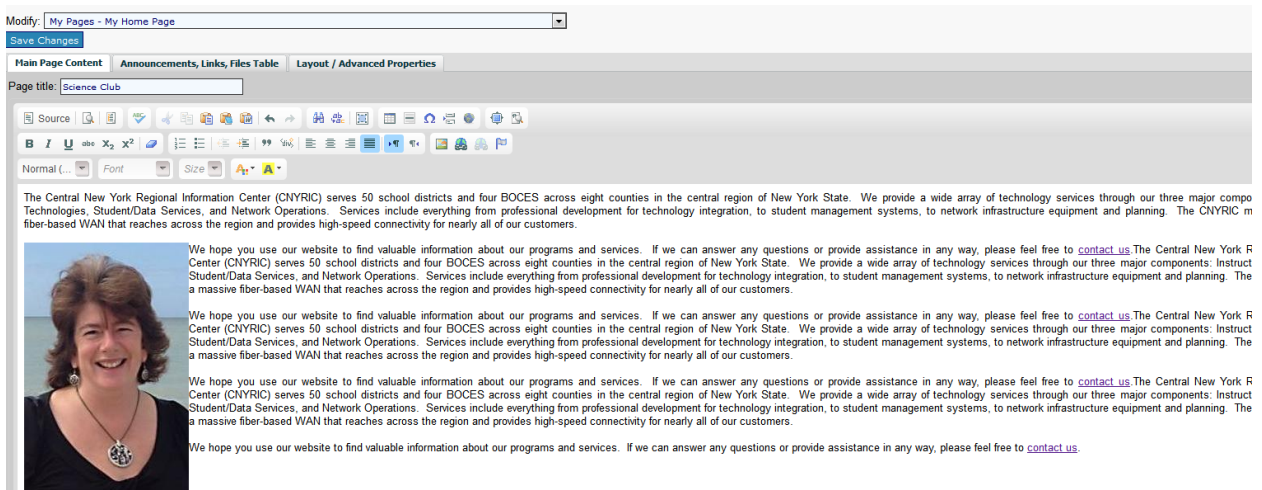 Modify: My Pages - My Home Page
Save Changes
Main Page Content Announcements, Links, Files Table Layout / Advanced Properties
Page title: Science Club
Source
B I U abc X2 X2
Normal (... Font Size
The Central New York Regional Information Center (CNYRIC) serves 50 school districts and four BOCES across eight counties in the central region of New York State. We provide a wide array of technology services through our three major compo
Technologies, Student/Data Services, and Network Operations. Services include everything from professional development for technology integration, to student management systems, to network infrastructure equipment and planning. The CNYRIC m
fiber-based WAN that reaches across the region and provides high-speed connectivity for nearly all of our customers.
We hope you use our website to find valuable information about our programs and services. If we can answer any questions or provide assistance in any way, please feel free to contact us.The Central New York R
Center (CNYRIC) serves 50 school districts and four BOCES across eight counties in the central region of New York State. We provide a wide array of technology services through our three major components: Instruct
Student/Data Services, and Network Operations. Services include everything from professional development for technology integration, to student management systems, to network infrastructure equipment and planning. The
a massive fiber-based WAN that reaches across the region and provides high-speed connectivity for nearly all of our customers.
We hope you use our website to find valuable information about our programs and services. If we can answer any questions or provide assistance in any way, please feel free to contact us.The Central New York R
Center (CNYRIC) serves 50 school districts and four BOCES across eight counties in the central region of New York State. We provide a wide array of technology services through our three major components: Instruct
Student/Data Services, and Network Operations. Services include everything from professional development for technology integration, to student management systems, to network infrastructure equipment and planning. The
a massive fiber-based WAN that reaches across the region and provides high-speed connectivity for nearly all of our customers.
We hope you use our website to find valuable information about our programs and services. If we can answer any questions or provide assistance in any way, please feel free to contact us.The Central New York R
Center (CNYRIC) serves 50 school districts and four BOCES across eight counties in the central region of New York State. We provide a wide array of technology services through our three major components: Instruct
Student/Data Services, and Network Operations. Services include everything from professional development for technology integration, to student management systems, to network infrastructure equipment and planning. The
a massive fiber-based WAN that reaches across the region and provides high-speed connectivity for nearly all of our customers.
We hope you use our website to find valuable information about our programs and services. If we can answer any questions or provide assistance in any way, please feel free to contact us.